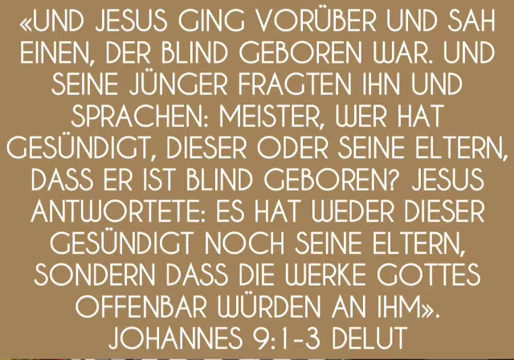 «UND JESUS GING VORÜBER UND SAH
EINEN, DER BLIND GEBOREN WAR. UND
SEINE JÜNGER FRAGTEN IHN UND
SPRACHEN: MEISTER, WER HAT
GESÜNDIGT, DIESER ODER SEINE ELTERN,
DASS ER IST BLIND GEBOREN? JESUS
ANTWORTETE: ES HAT WEDER DIESER
GESÜNDIGT NOCH SEINE ELTERN,
SONDERN DASS DIE WERKE GOTTES
OFFENBAR WÜRDEN AN IHM».
JOHANNES 9:1-3 DELUT